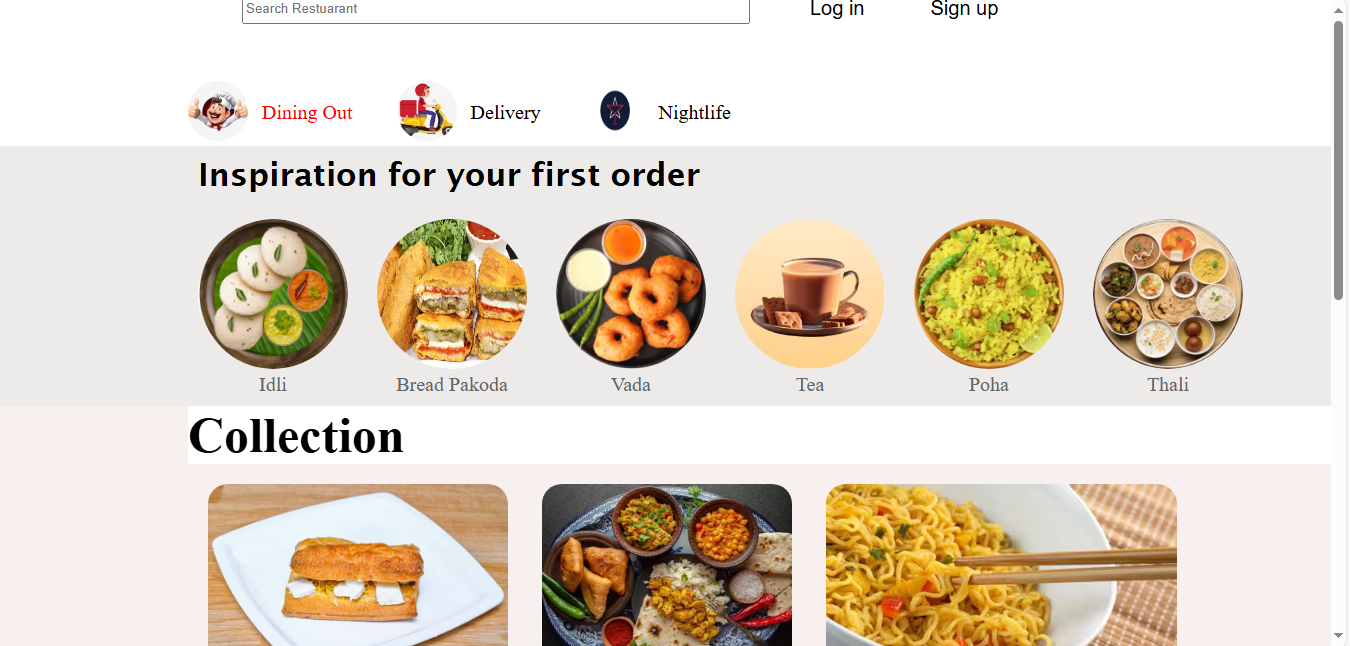 Search Restuarant
Log in
Sign up
Dining Out
Delivery
Nightlife
Inspiration for your first order
Idli
Bread Pakoda
Vada
Tea
Poha
Thali
Collection